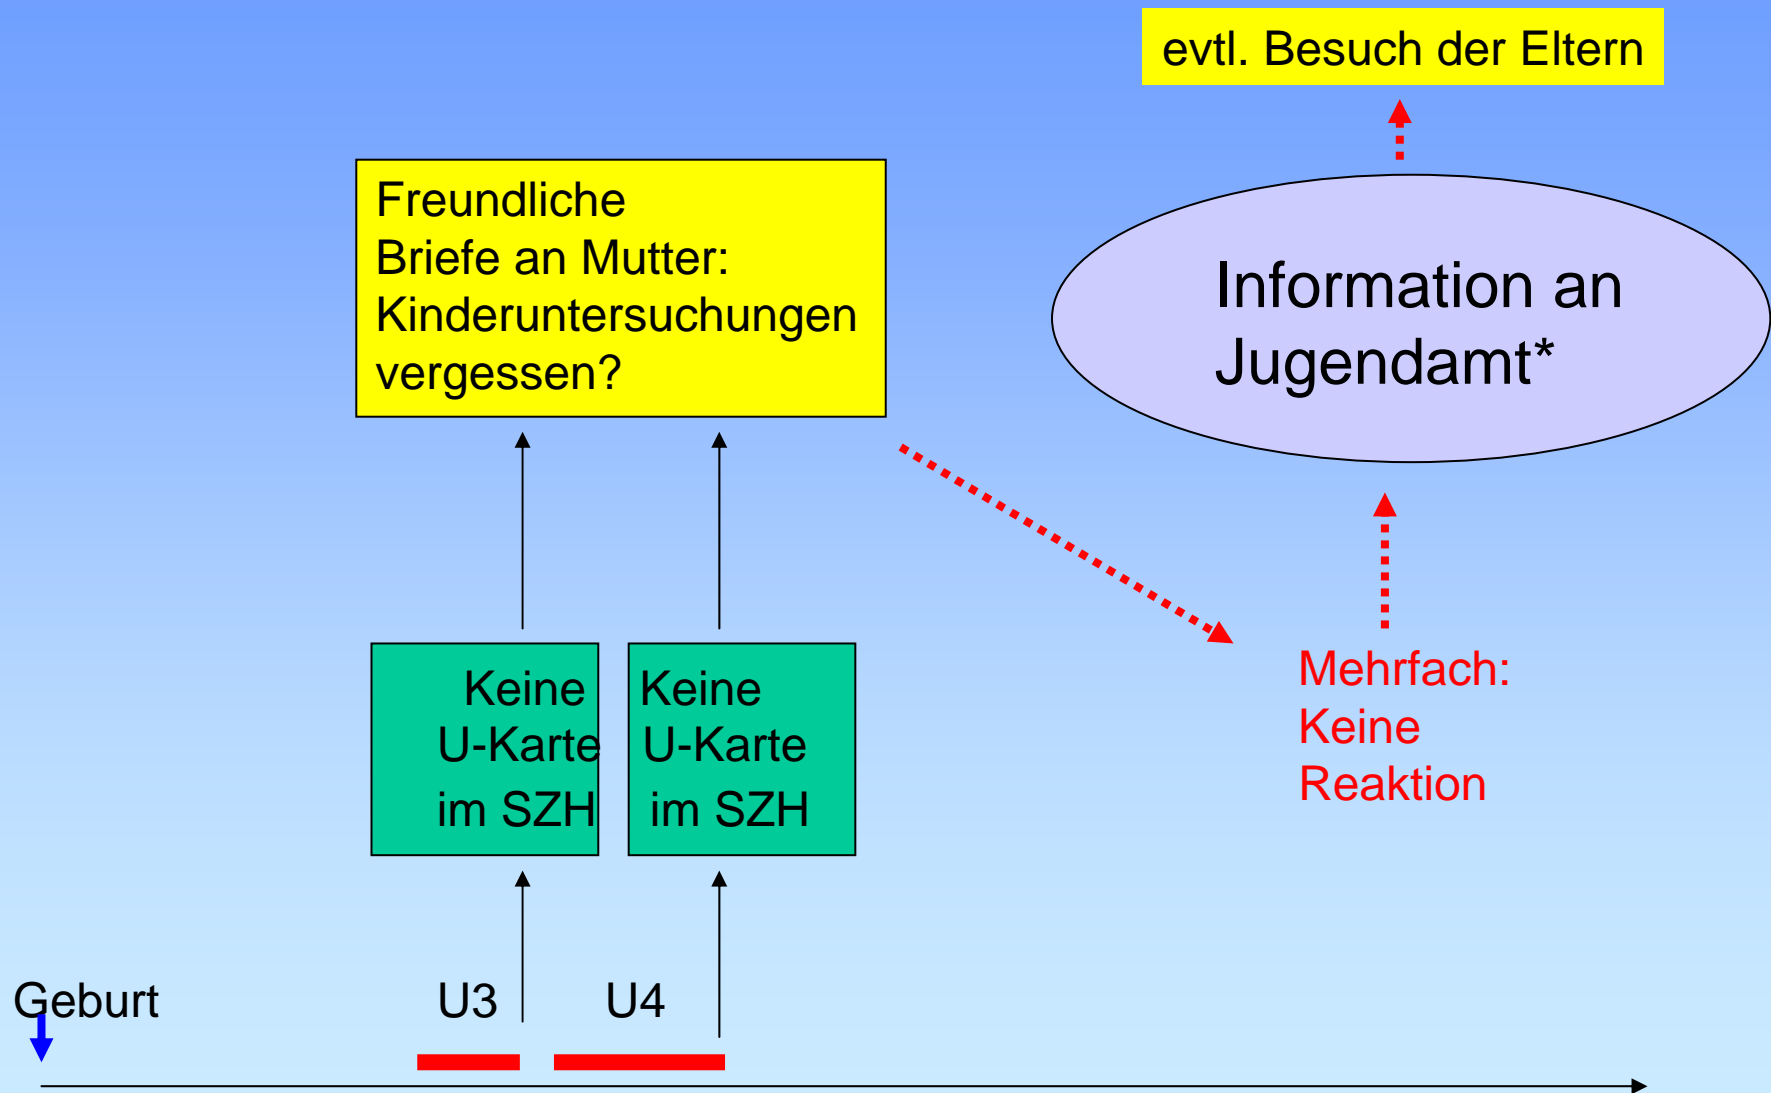 evtl. Besuch der Eltern
Freundliche
Briefe an Mutter:
Kinderuntersuchungen
vergessen?
Information an
Jugendamt*
Keine
U-Karte
im SZH
Keine
U-Karte
im SZH
Mehrfach:
Keine
Reaktion
Geburt
U3
U4